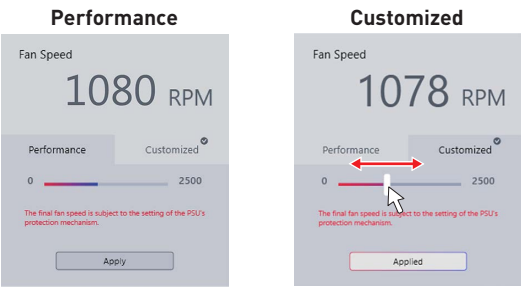 Performance
Fan Speed
1080 RPM
Performance Customized
0 2500
The final fan speed is subject to the setting of the PSU's
protection mechanism.
Apply
Customized
Fan Speed
1078 RPM
Performance Customized
0 2500
The final fan speed is subject to the setting of the PSU's
protection mechanism.
Applied